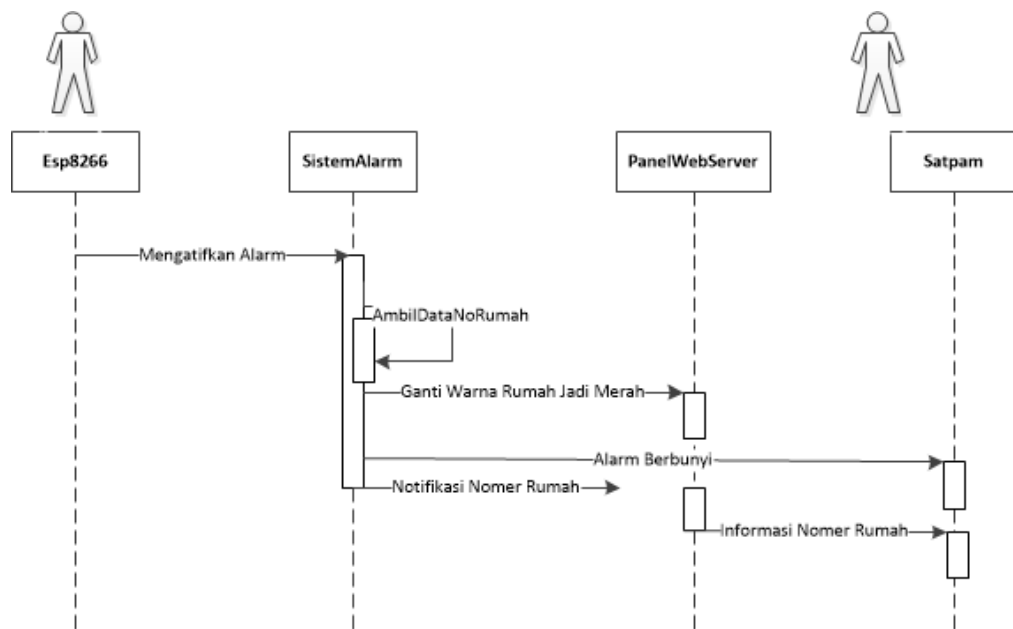 Esp8266
SistemAlarm
PanelWebServer
Satpam
Mengatifkan Alarm
AmbilDataNoRumah
Ganti Warna Rumah Jadi Merah
Alarm Berbunyi
Notifikasi Nomer Rumah
Informasi Nomer Rumah